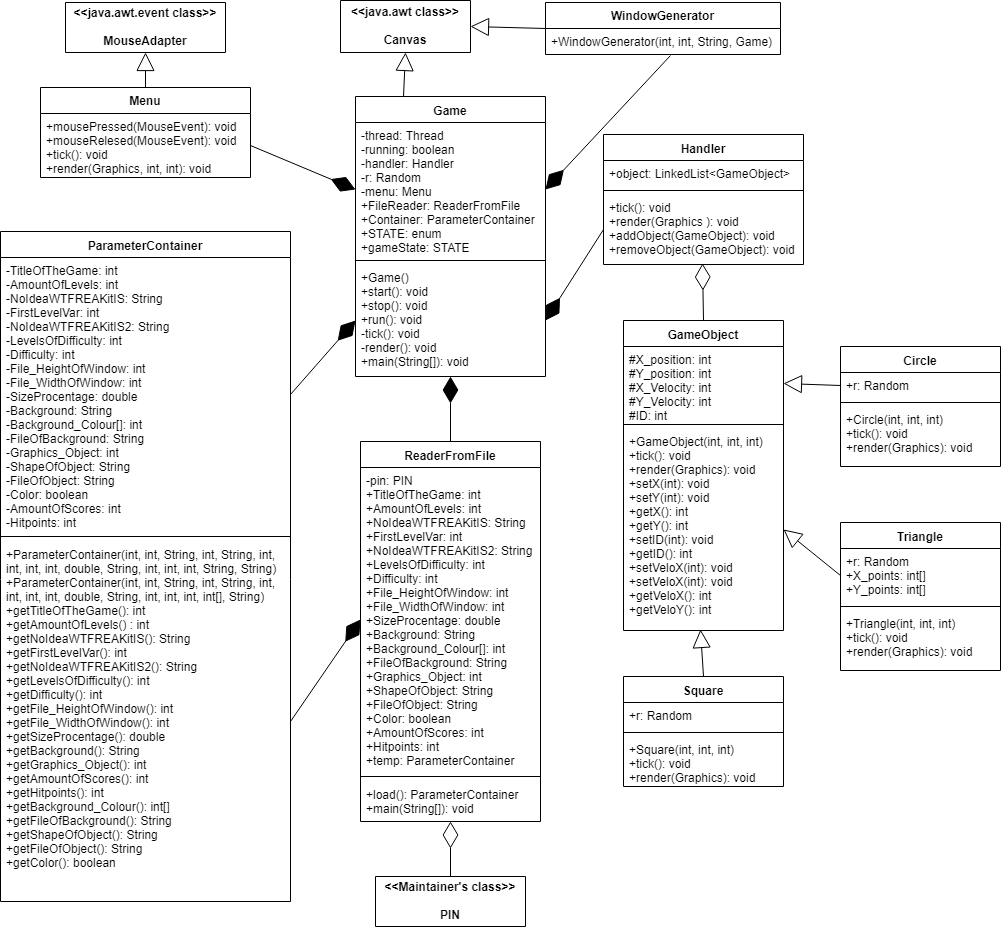 <<java.awt.event class>>
MouseAdapter
<<java.awt class>>
Canvas
WindowGenerator
+WindowGenerator(int, int, String, Game)
Menu
+mousePressed(MouseEvent): void
+mouseRelesed(MouseEvent): void
+tick(): void
+render(Graphics, int, int): void
Game
-thread: Thread
-running: boolean
-handler: Handler
-r: Random
-menu: Menu
+FileReader: ReaderFromFile
+Container: ParameterContainer
+STATE: enum
+gameState: STATE
+Game()
+start(): void
+stop(): void
+run(): void
-tick(): void
-render(): void
+main(String[]): void
Handler
+object: LinkedList<GameObject>
+tick(): void
+render(Graphics ): void
+addObject(GameObject): void
+removeObject(GameObject): void
ParameterContainer
-TitleOfTheGame: int
-AmountOfLevels: int
-NoIdeaWTFREAKitIS: String
-FirstLevelVar: int
-NoIdeaWTFREAKitIS2: String
-LevelsOfDifficulty: int
-Difficulty: int
-File_HeightOfWindow: int
-File_WidthOfWindow: int
-SizeProcentage: double
-Background: String
-Background_Colour[]: int
-FileOfBackground: String
-Graphics_Object: int
-ShapeOfObject: String
-FileOfObject: String
-Color: boolean
-AmountOfScores: int
-Hitpoints: int
+ParameterContainer(int, int, String, int, String, int,
int, int, int, double, String, int, int, int, String, String)
+ParameterContainer(int, int, String, int, String, int,
int, int, int, double, String, int, int, int, int[], String)
+getTitleOfTheGame(): int
+getAmountOfLevels() : int
+getNoIdeaWTFREAKitIS(): String
+getFirstLevelVar(): int
+getNoIdeaWTFREAKitIS2(): String
+getLevelsOfDifficulty(): int
+getDifficulty(): int
+getFile_HeightOfWindow(): int
+getFile_WidthOfWindow(): int
+getSizeProcentage(): double
+getBackground(): String
+getGraphics_Object(): int
+getAmountOfScores(): int
+getHitpoints(): int
+getBackground_Colour(): int[]
+getFileOfBackground(): String
+getShapeOfObject(): String
+getFileOfObject(): String
+getColor(): boolean
ReaderFromFile
-pin: PIN
+TitleOfTheGame: int
+AmountOfLevels: int
+NoIdeaWTFREAKitIS: String
+FirstLevelVar: int
+NoIdeaWTFREAKitIS2: String
+LevelsOfDifficulty: int
+Difficulty: int
+File_HeightOfWindow: int
+File_WidthOfWindow: int
+SizeProcentage: double
+Background: String
+Background_Colour[]: int
+FileOfBackground: String
+Graphics_Object: int
+ShapeOfObject: String
+FileOfObject: String
+Color: boolean
+AmountOfScores: int
+Hitpoints: int
+temp: ParameterContainer
+load(): ParameterContainer
+main(String[]): void
<<Maintainer's class>>
PIN
GameObject
#X_position: int
#Y_position: int
#X_Velocity: int
#Y_Velocity: int
#ID: int
+GameObject(int, int, int)
+tick(): void
+render(Graphics): void
+setX(int): void
+setY(int): void
+getX(): int
+getY(): int
+setID(int): void
+getID(): int
+setVeloX(int): void
+setVeloX(int): void
+getVeloX(): int
+getVeloY(): int
Circle
+r: Random
+Circle(int, int, int)
+tick(): void
+render(Graphics): void
Triangle
+r: Random
+X_points: int[]
+Y_points: int[]
+Triangle(int, int, int)
+tick(): void
+render(Graphics): void
Square
+r: Random
+Square(int, int, int)
+tick(): void
+render(Graphics): void